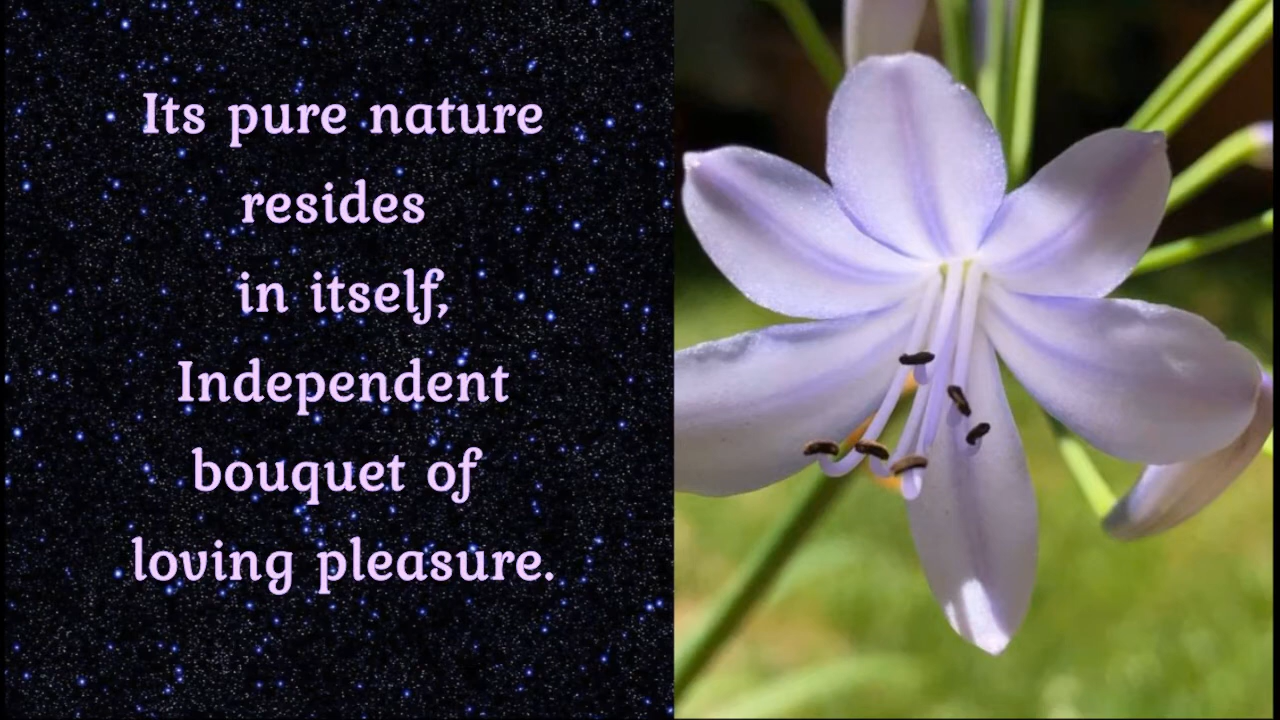 Its pure nature
resides
in itself,
Independent
bouquet of
loving pleasure.